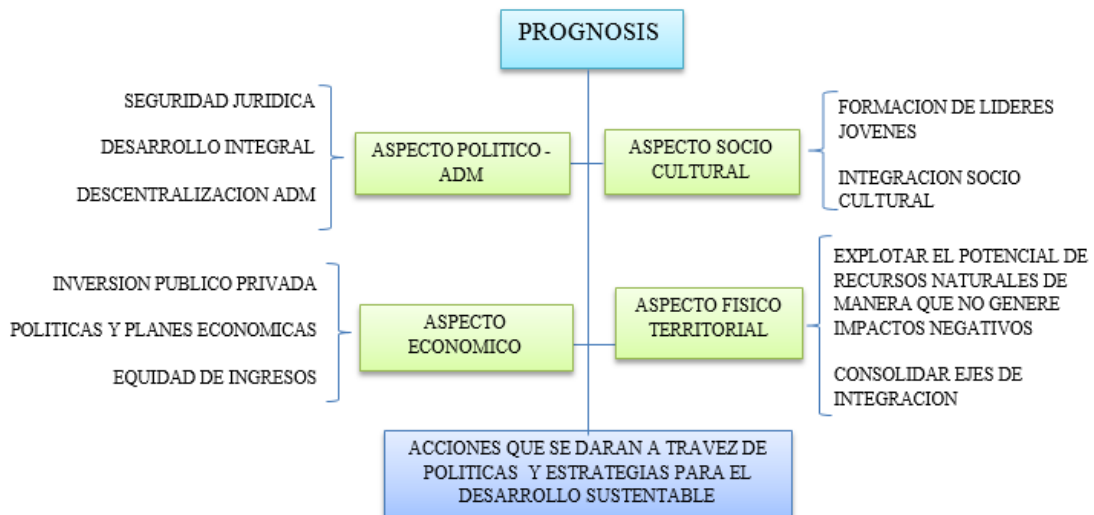 PROGNOSIS
SEGURIDAD JURIDICA
DESARROLLO INTEGRAL
DESCENTRALIZACION ADM
ASPECTO POLITICO -
ADM
ASPECTO SOCIO
CULTURAL
FORMACION DE LIDERES
JOVENES
INTEGRACION SOCIO
CULTURAL
INVERSION PUBLICO PRIVADA
POLITICAS Y PLANES ECONOMICAS
EQUIDAD DE INGRESOS
ASPECTO
ECONOMICO
ASPECTO FISICO
TERRITORIAL
EXPLOTAR EL POTENCIAL DE
RECURSOS NATURALES DE
MANERA QUE NO GENERE
IMPACTOS NEGATIVOS
CONSOLIDAR EJES DE
INTEGRACION
ACCIONES QUE SE DARAN A TRAVEZ DE
POLITICAS Y ESTRATEGIAS PARA EL
DESARROLLO SUSTENTABLE